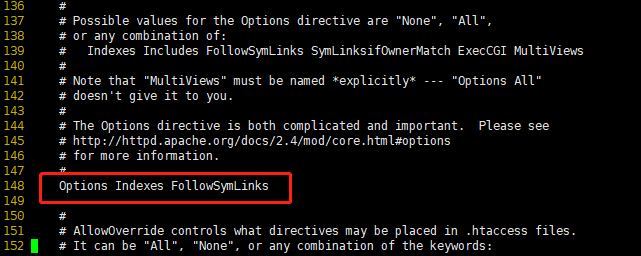 136 #
137 # Possible values for the Options directive are "None", "All",
138 # or any combination of:
139 #   Indexes Includes FollowSymLinks SymLinksifOwnerMatch ExecCGI MultiViews
140 #
141 # Note that "MultiViews" must be named *explicitly* --- "Options All"
142 # doesn't give it to you.
143 #
144 # The Options directive is both complicated and important.  Please see
145 # http://httpd.apache.org/docs/2.4/mod/core.html#options
146 # for more information.
147 #
148 Options Indexes FollowSymLinks
149
150 #
151 # AllowOverride controls what directives may be placed in .htaccess files.
152 # It can be "All", "None", or any combination of the keywords: